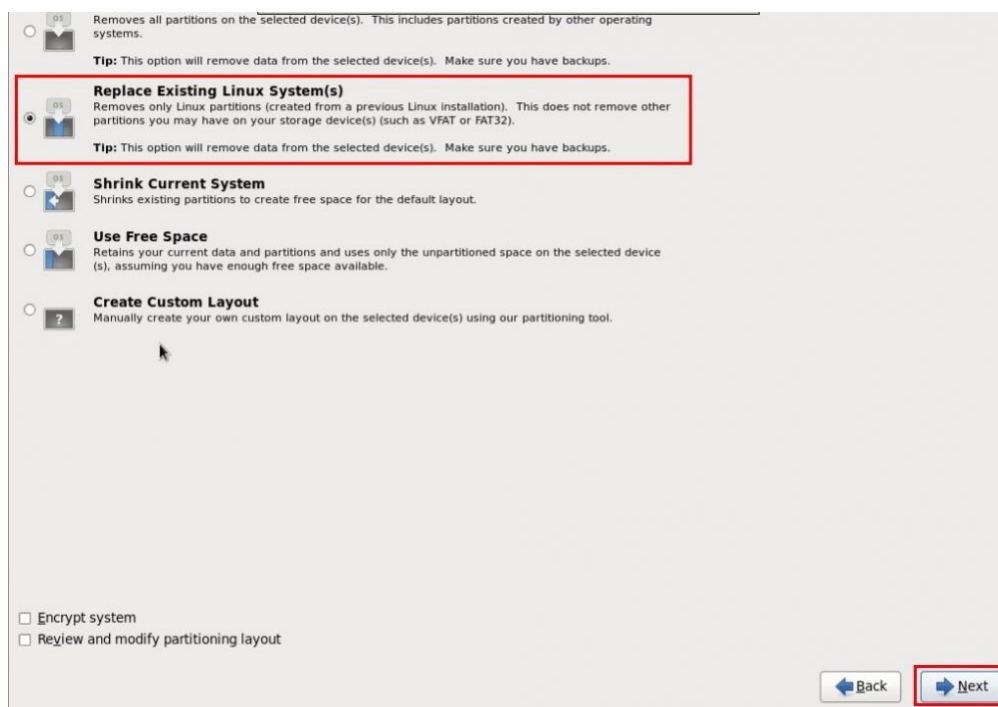 Removes all partitions on the selected device(s). This includes partitions created by other operating
systems.
Tip: This option will remove data from the selected device(s). Make sure you have backups.
Replace Existing Linux System(s)
Removes only Linux partitions (created from a previous Linux installation). This does not remove other
partitions you may have on your storage device(s) (such as VFAT or FAT32).
Tip: This option will remove data from the selected device(s). Make sure you have backups.
Shrink Current System
Shrinks existing partitions to create free space for the default layout.
Use Free Space
Retains your current data and partitions and uses only the unpartitioned space on the selected device
(s), assuming you have enough free space available.
Create Custom Layout
Manually create your own custom layout on the selected device(s) using our partitioning tool.
Encrypt system
Review and modify partitioning layout
Back
Next